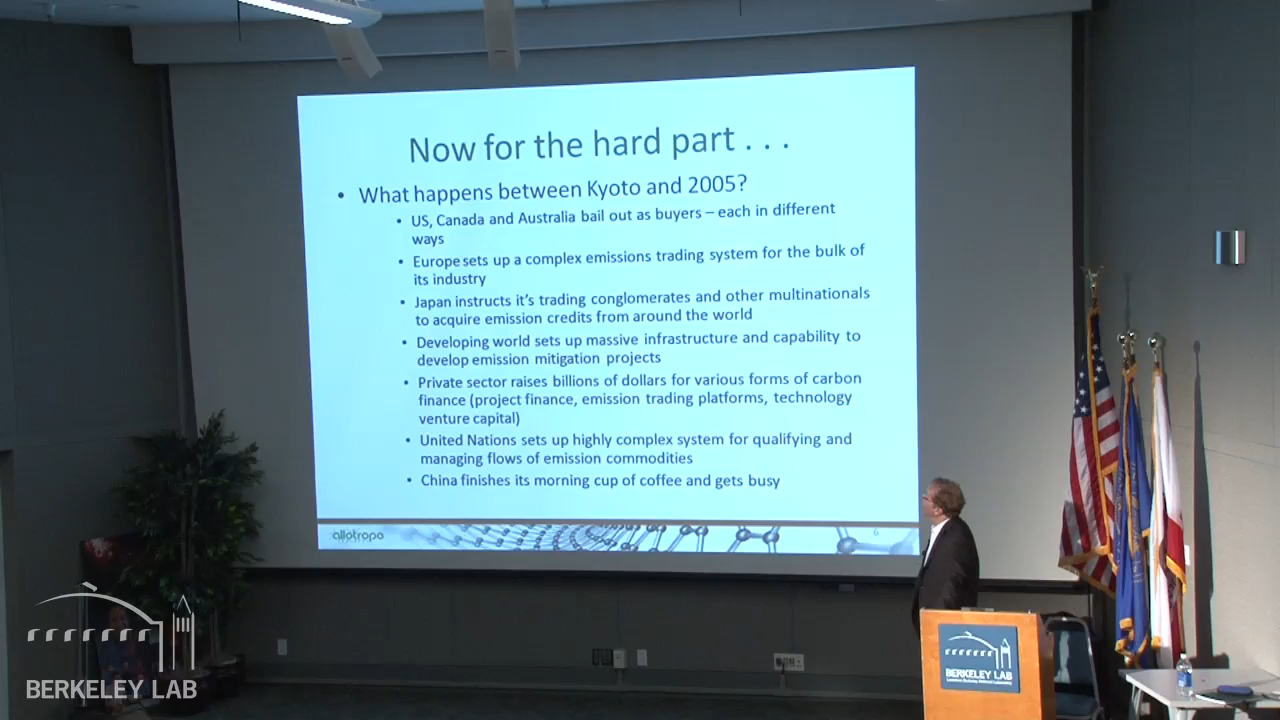 Now for the hard part . . .
• What happens between Kyoto and 2005?
• US, Canada and Australia bail out as buyers – each in different
ways
• Europe sets up a complex emissions trading system for the bulk of
its industry
• Japan instructs it's trading conglomerates and other multinationals
to acquire emission credits from around the world
• Developing world sets up massive infrastructure and capability to
develop emission mitigation projects
• Private sector raises billions of dollars for various forms of carbon
finance (project finance, emission trading platforms, technology
venture capital)
• United Nations sets up highly complex system for qualifying and
managing flows of emission commodities
• China finishes its morning cup of coffee and gets busy
allotropo
6
BERKELEY LAB
BERKELEY LAB
Lawrence Berkeley National Laboratory